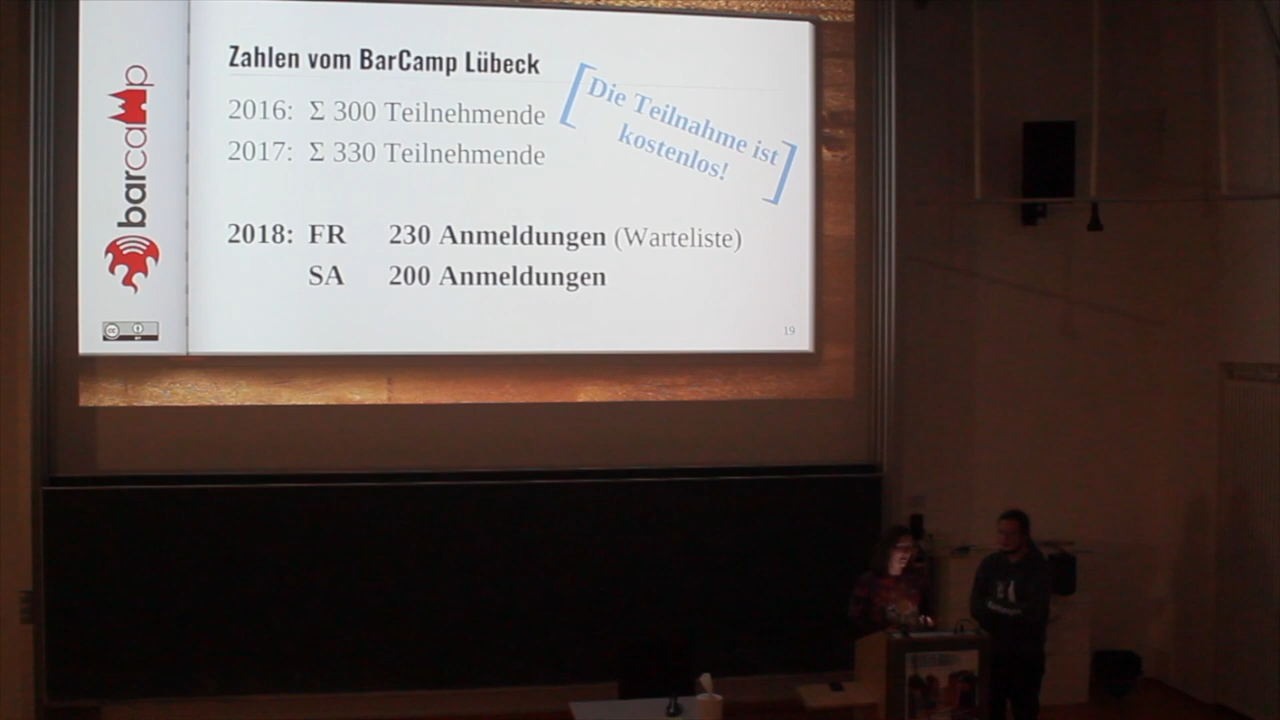 Zahlen vom BarCamp Lübeck
2016: Σ 300 Teilnehmende
2017: Σ 330 Teilnehmende
[Die Teilnahme ist
kostenlos!]
2018: FR 230 Anmeldungen (Warteliste)
SA 200 Anmeldungen
19
barcamp
cc